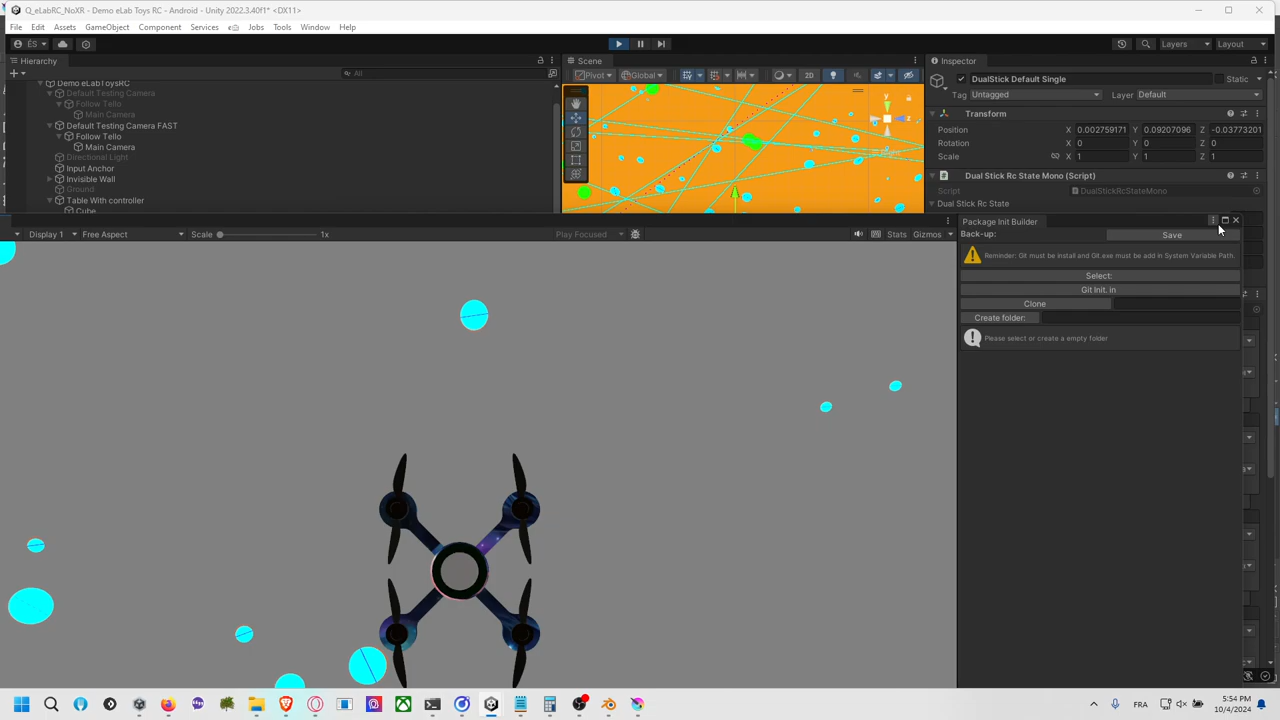 Q_eLabRC_NoXR - Demo eLab Toys RC - Android - Unity 2022.3.40f1* <DX11>
File Edit Assets GameObject Component Services Jobs Tools Window Help
ÉS Layers Layout
Hierarchy
All
Demo eLabToysRC
Default Testing Camera
Follow Tello
Main Camera
Default Testing Camera FAST
Follow Tello
Main Camera
Directional Light
Input Anchor
Invisible Wall
Ground
Table With controller
Cube
Scene
Pivot Global 2D
y
Inspector
DualStick Default Single Static
Tag Untagged Layer Default
Transform
Position X 0.002759171 Y 0.09207096 Z -0.03773201
Rotation X 0 Y 0 Z 0
Scale X 1 Y 1 Z 1
Dual Stick Rc State Mono (Script)
Script DualStickRcStateMono
Dual Stick Rc State
Display 1 Free Aspect Scale 1x Play Focused Stats Gizmos
Package Init Builder
Back-up: Save
Reminder: Git must be install and Git.exe must be add in System Variable Path.
Select:
Git Init. in
Clone
Create folder:
Please select or create a empty folder
FRA
5:54 PM
10/4/2024